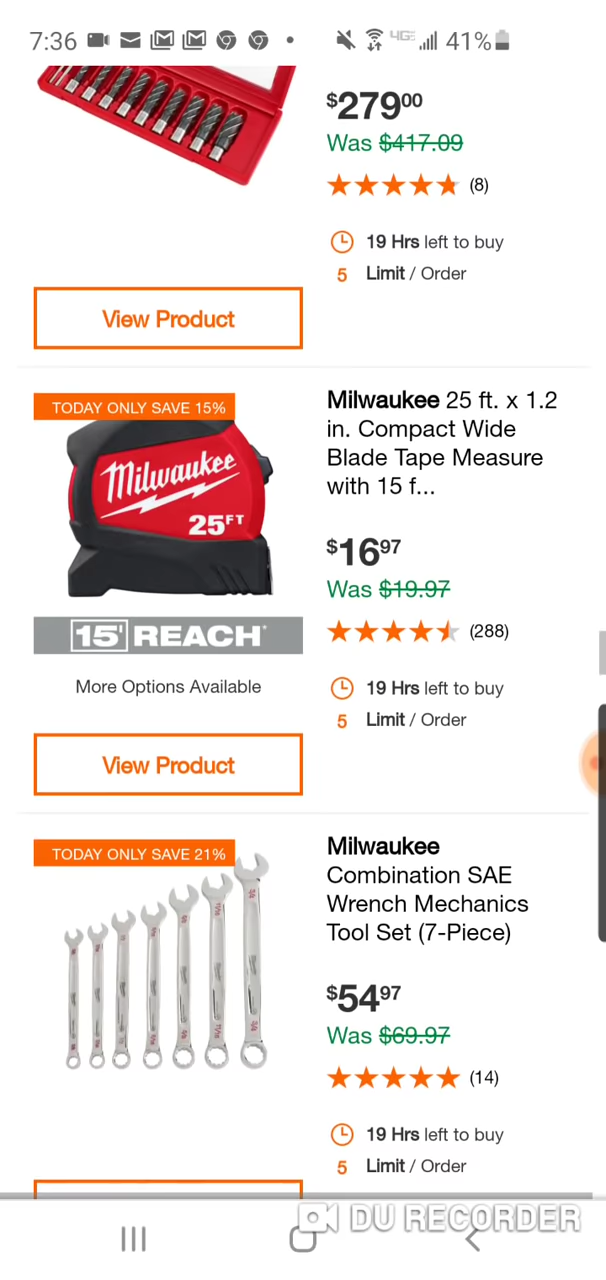 7:36
4GE 41%
$279.00
Was $417.09
(8)
19 Hrs left to buy
5 Limit / Order
View Product
TODAY ONLY SAVE 15%
Milwaukee
25FT
15' REACH*
More Options Available
Milwaukee 25 ft. x 1.2
in. Compact Wide
Blade Tape Measure
with 15 f...
$16.97
Was $19.97
(288)
19 Hrs left to buy
5 Limit / Order
View Product
TODAY ONLY SAVE 21%
Milwaukee
Combination SAE
Wrench Mechanics
Tool Set (7-Piece)
$54.97
Was $69.97
(14)
19 Hrs left to buy
5 Limit / Order
DU RECORDER